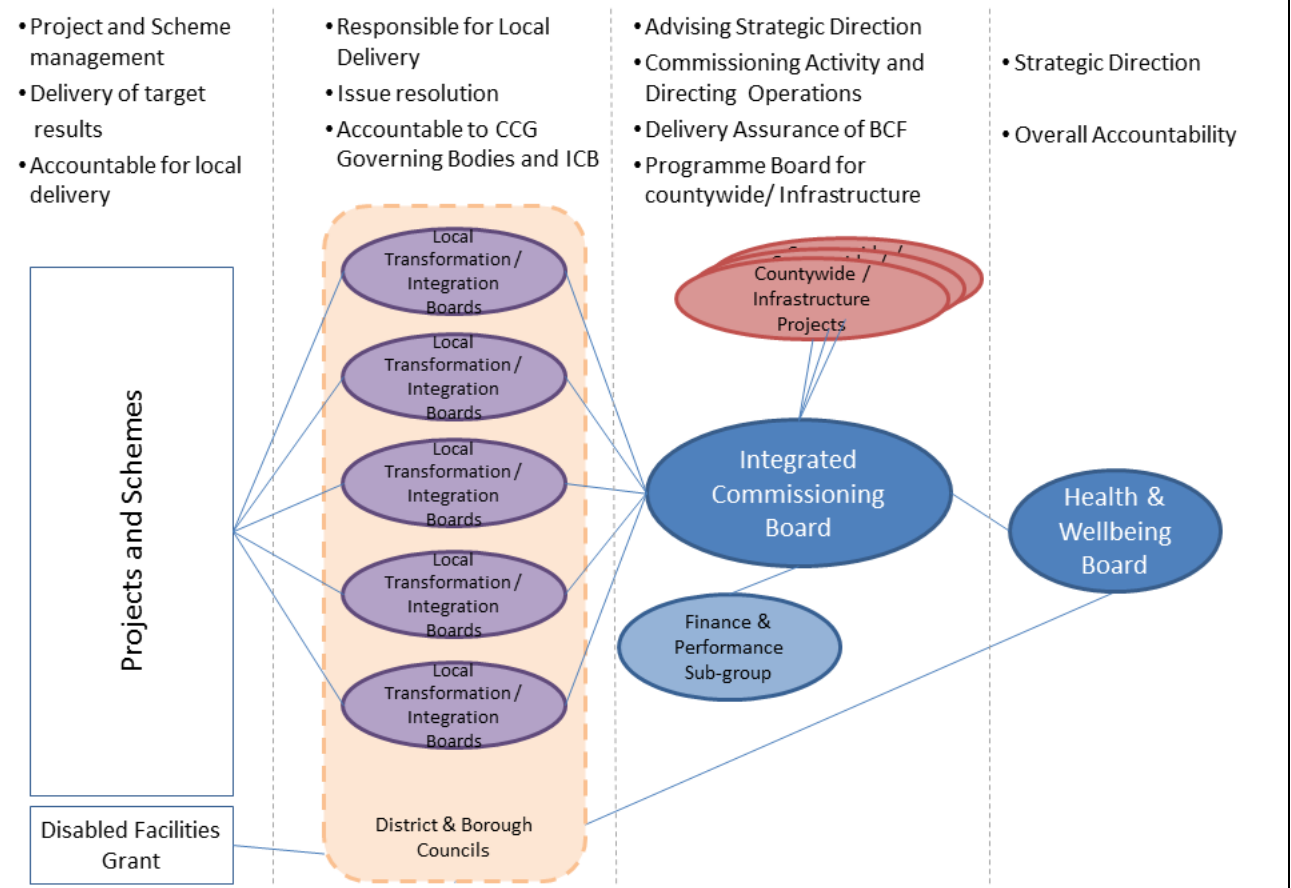 • Project and Scheme
management
• Delivery of target
results
• Accountable for local
delivery
• Responsible for Local
Delivery
• Issue resolution
• Accountable to CCG
Governing Bodies and ICB
• Advising Strategic Direction
• Commissioning Activity and
Directing Operations
• Delivery Assurance of BCF
• Programme Board for
countywide/ Infrastructure
• Strategic Direction
• Overall Accountability
Projects and Schemes
Disabled Facilities
Grant
Local
Transformation /
Integration
Boards
Local
Transformation /
Integration
Boards
Local
Transformation /
Integration
Boards
Local
Transformation /
Integration
Boards
Local
Transformation /
Integration
Boards
District & Borough
Councils
Countywide /
Infrastructure
Projects
Integrated
Commissioning
Board
Finance &
Performance
Sub-group
Health &
Wellbeing
Board